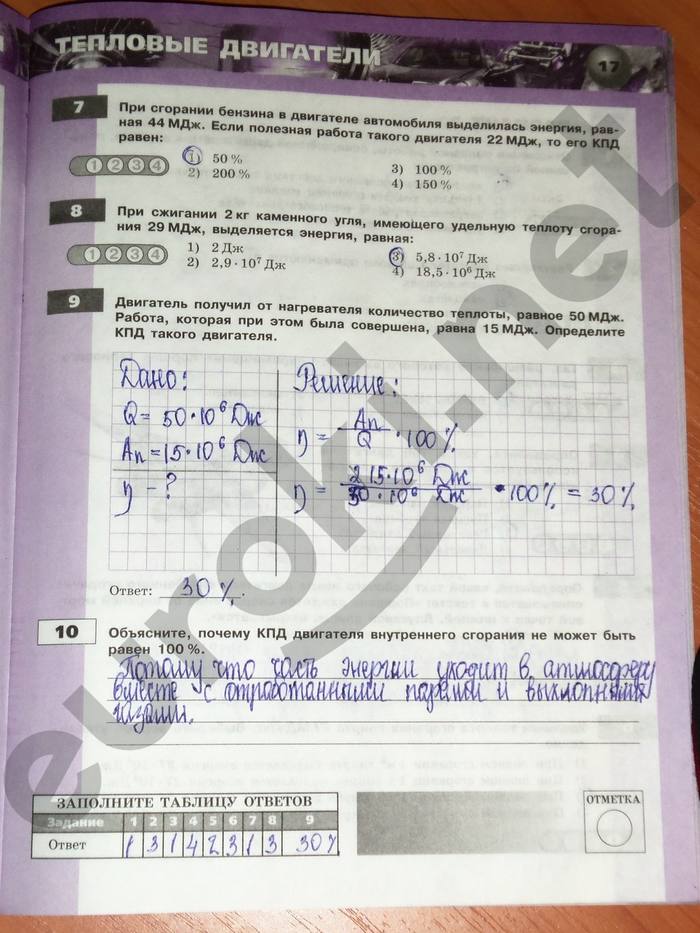 ТЕПЛОВЫЕ ДВИГАТЕЛИ
17
7
При сгорании бензина в двигателе автомобиля выделилась энергия, рав-
ная 44 МДж. Если полезная работа такого двигателя 22 МДж, то его КПД
равен:
1 2 3 4
1) 50 %
3) 100 %
2) 200 %
4) 150 %
8
При сжигании 2 кг каменного угля, имеющего удельную теплоту сгора-
ния 29 МДж, выделяется энергия, равная:
1 2 3 4
1) 2 Дж
3) 5,8 · 10⁷ Дж
2) 2,9 · 10⁷ Дж
4) 18,5 · 10⁶ Дж
9
Двигатель получил от нагревателя количество теплоты, равное 50 МДж.
Работа, которая при этом была совершена, равна 15 МДж. Определите
КПД такого двигателя.
Дано:
Q = 50·10⁶ Дж
Aп = 15·10⁶ Дж
η – ?
Решение:
η = Aп / Q · 100%
η = 15·10⁶ Дж / 50·10⁶ Дж · 100% = 30%
Ответ: 30 %.
10
Объясните, почему КПД двигателя внутреннего сгорания не может быть
равен 100 %.
Потому что часть энергии уходит в атмосферу
вместе с отработанными парами и выхлопными
газами.
ЗАПОЛНИТЕ ТАБЛИЦУ ОТВЕТОВ
Задание 1 2 3 4 5 6 7 8 9
Ответ 1 3 1 4 2 3 1 3 30%
ОТМЕТКА
euroki.com